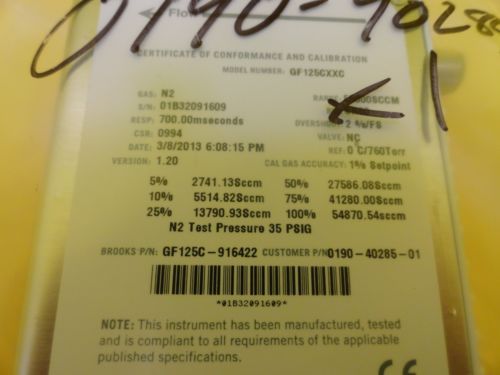 Flow
0190-4028
CERTIFICATE OF CONFORMANCE AND CALIBRATION
MODEL NUMBER: GF125CXXC
GAS: N2
S/N: 01B32091609
RESP: 700.00mseconds
OVERSHOOT: 2 %/FS
CSR: 0994
VALVE: NC
DATE: 3/8/2013 6:08:15 PM
REF: 0 C/760Torr
VERSION: 1.20
CAL GAS ACCURACY: 1% Setpoint
5% 2741.13Sccm 50% 27586.08Sccm
10% 5514.82Sccm 75% 41280.00Sccm
25% 13790.93Sccm 100% 54870.54sccm
N2 Test Pressure 35 PSIG
BROOKS P/N: GF125C-916422 CUSTOMER P/N 0190-40285-01
*01B32091609*
NOTE: This instrument has been manufactured, tested
and is compliant to all requirements of the applicable
published specifications.
CE